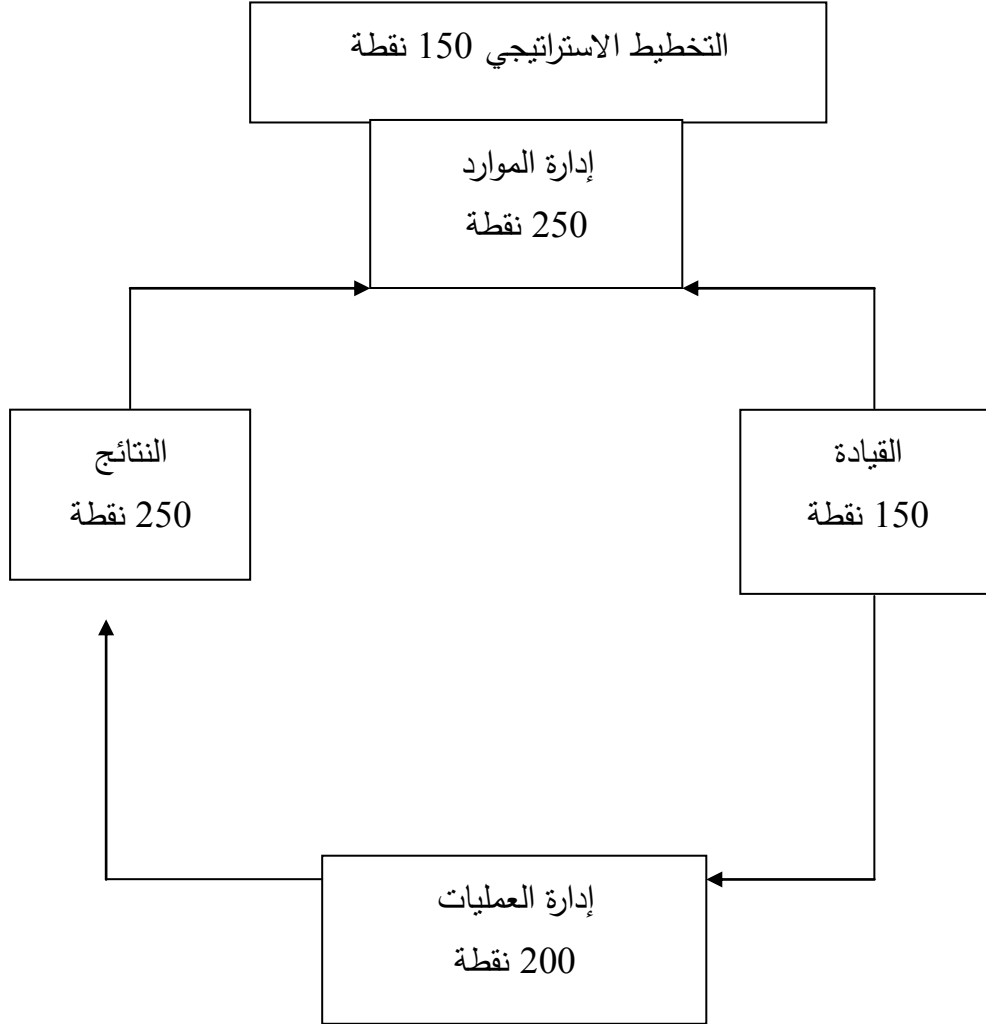 التخطيط الاستراتيجي 150 نقطة
إدارة الموارد
250 نقطة
القيادة
150 نقطة
النتائج
250 نقطة
إدارة العمليات
200 نقطة